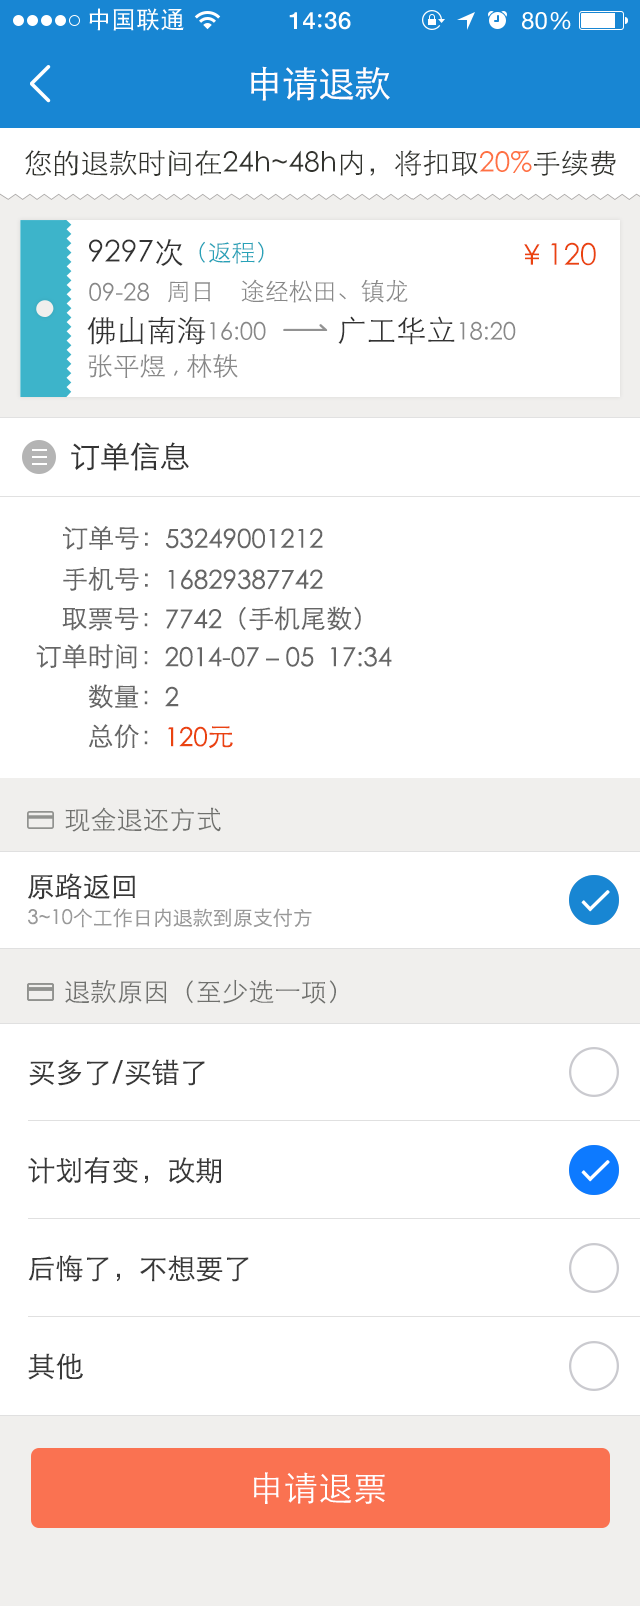 中国联通 14:36 80%
申请退款
您的退款时间在24h~48h内，将扣取20%手续费
9297次（返程） ¥ 120
09-28 周日 途经松田、镇龙
佛山南海16:00 广工华立18:20
张平煜 , 林轶
订单信息
订单号：53249001212
手机号：16829387742
取票号：7742（手机尾数）
订单时间：2014-07 – 05 17:34
数量：2
总价：120元
现金退还方式
原路返回
3~10个工作日内退款到原支付方
退款原因（至少选一项）
买多了/买错了
计划有变，改期
后悔了，不想要了
其他
申请退票